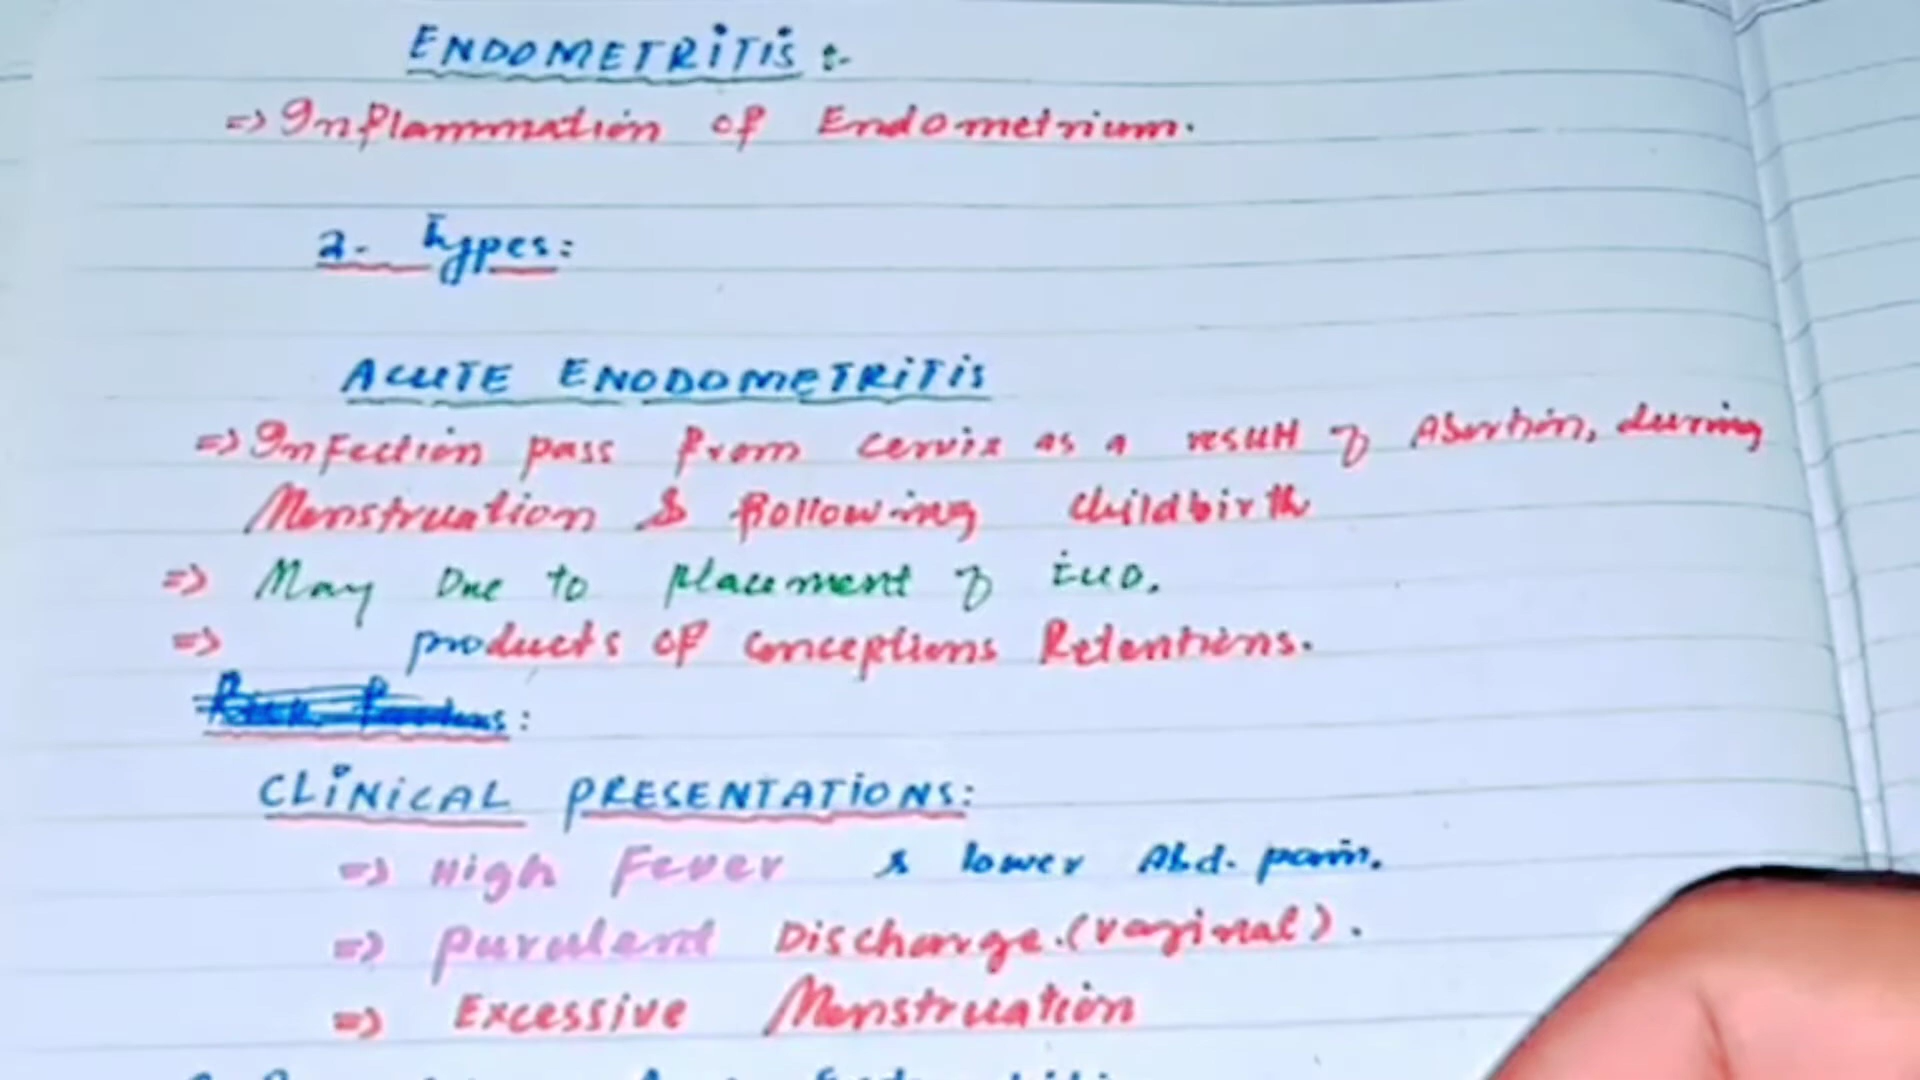 ENDOMETRITIS :-
=> Inflammation of Endometrium.
2- Types:
ACUTE ENODOMETRITIS
=> Infection pass from cervix as a result of Abortion, during
Menstruation & following childbirth
=> May Due to placement of IUD.
=> products of conceptions Retentions.
:
CLINICAL PRESENTATIONS:
=> High Fever & lower Abd. pain.
=> purulent Discharge.(vaginal).
=> Excessive Menstruation